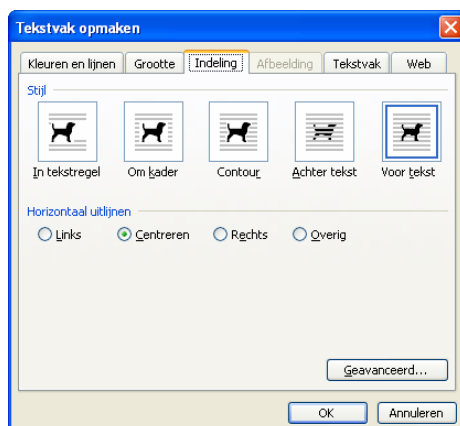 Tekstvak opmaken
Kleuren en lijnen Grootte Indeling Afbeelding Tekstvak Web
Stijl
In tekstregel Om kader Contour Achter tekst Voor tekst
Horizontaal uitlijnen
Links Centreren Rechts Overig
Geavanceerd...
OK Annuleren